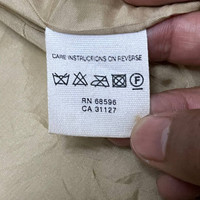 CARE INSTRUCTIONS ON REVERSE
F
RN 68596
CA 31127